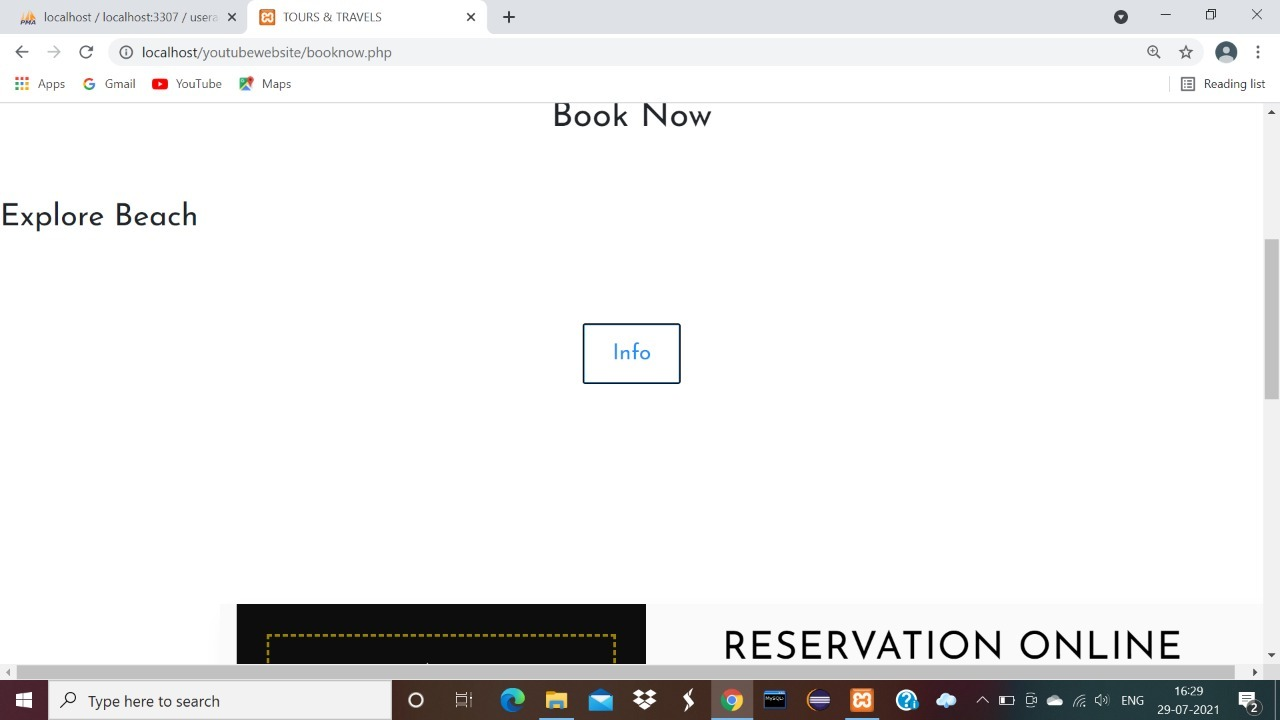 localhost / localhost:3307 / usera
TOURS & TRAVELS
localhost/youtubewebsite/booknow.php
Apps
Gmail
YouTube
Maps
Reading list
Book Now
Explore Beach
Info
RESERVATION ONLINE
Type here to search
MySQL
ENG
16:29
29-07-2021
2